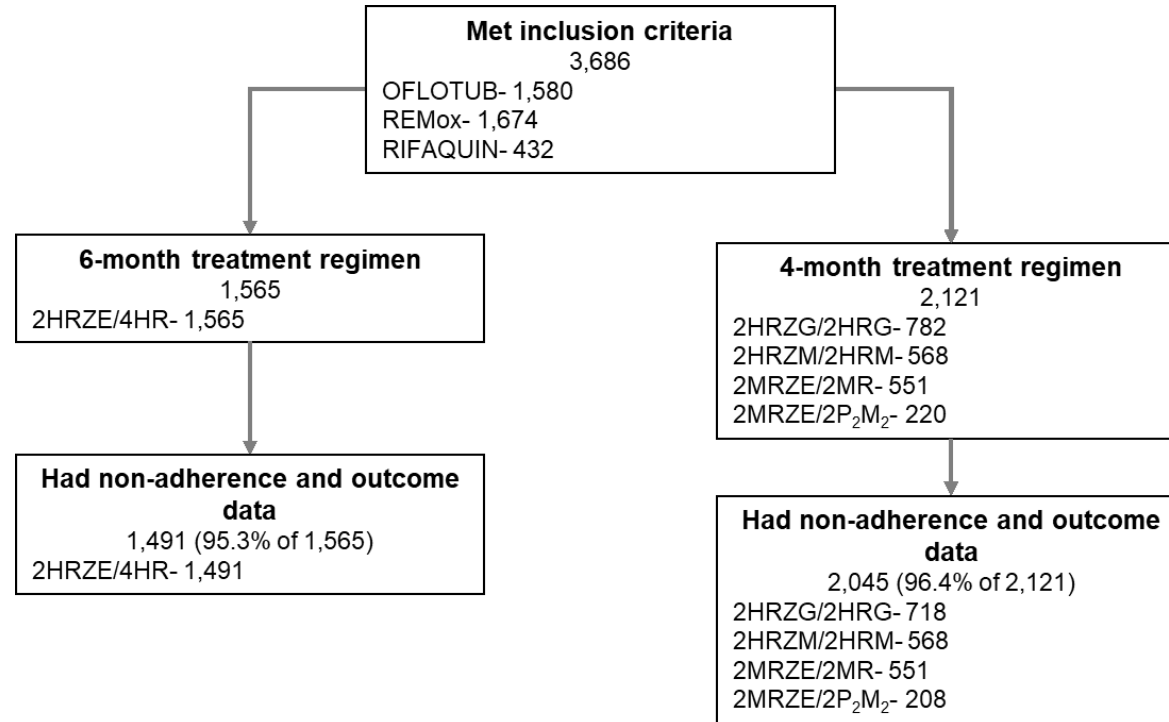 Met inclusion criteria
3,686
OFLOTUB- 1,580
REMox- 1,674
RIFAQUIN- 432
6-month treatment regimen
1,565
2HRZE/4HR- 1,565
4-month treatment regimen
2,121
2HRZG/2HRG- 782
2HRZM/2HRM- 568
2MRZE/2MR- 551
2MRZE/2P₂M₂- 220
Had non-adherence and outcome
data
1,491 (95.3% of 1,565)
2HRZE/4HR- 1,491
Had non-adherence and outcome
data
2,045 (96.4% of 2,121)
2HRZG/2HRG- 718
2HRZM/2HRM- 568
2MRZE/2MR- 551
2MRZE/2P₂M₂- 208